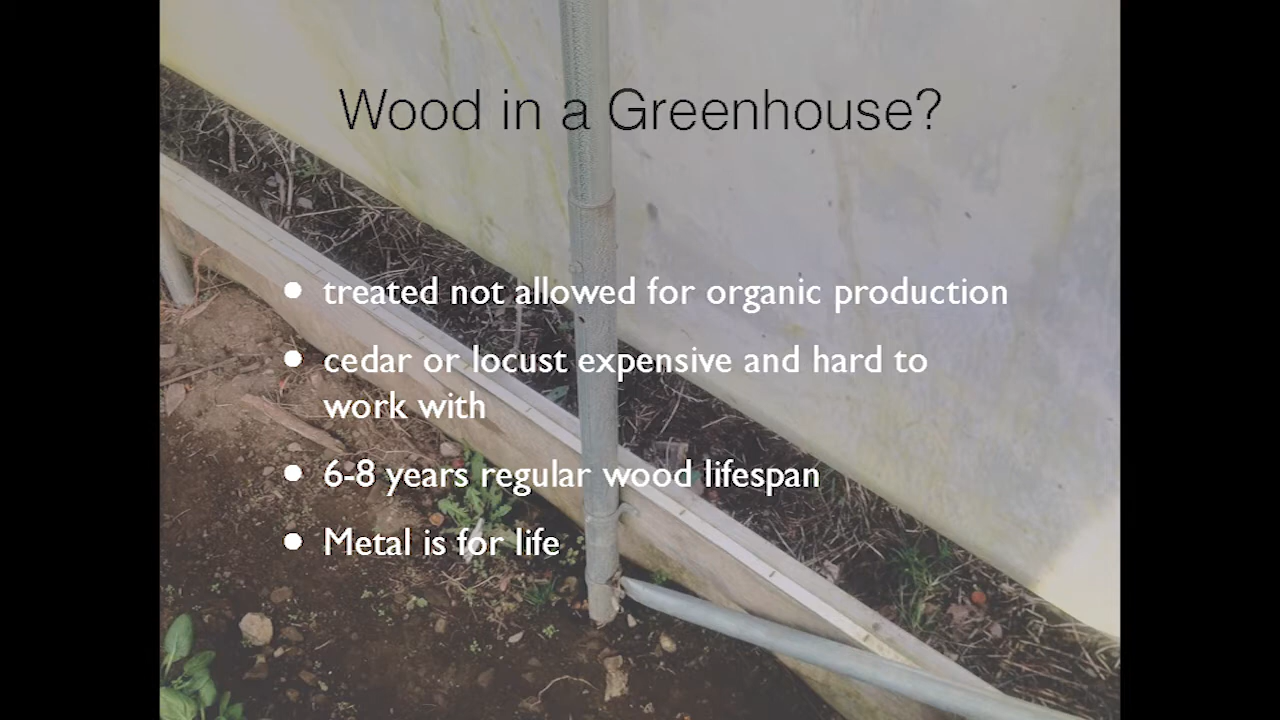 Wood in a Greenhouse?
• treated not allowed for organic production
• cedar or locust expensive and hard to
work with
• 6-8 years regular wood lifespan
• Metal is for life